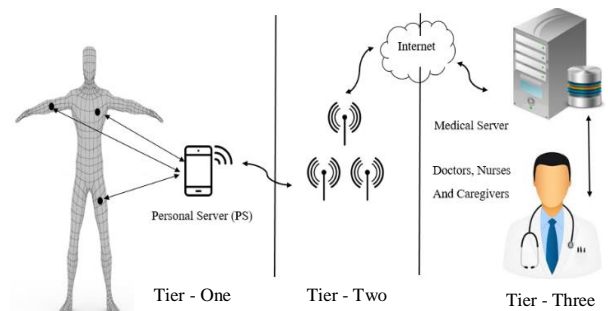 Internet
Medical Server
Doctors, Nurses
And Caregivers
Personal Server (PS)
Tier - One
Tier - Two
Tier - Three